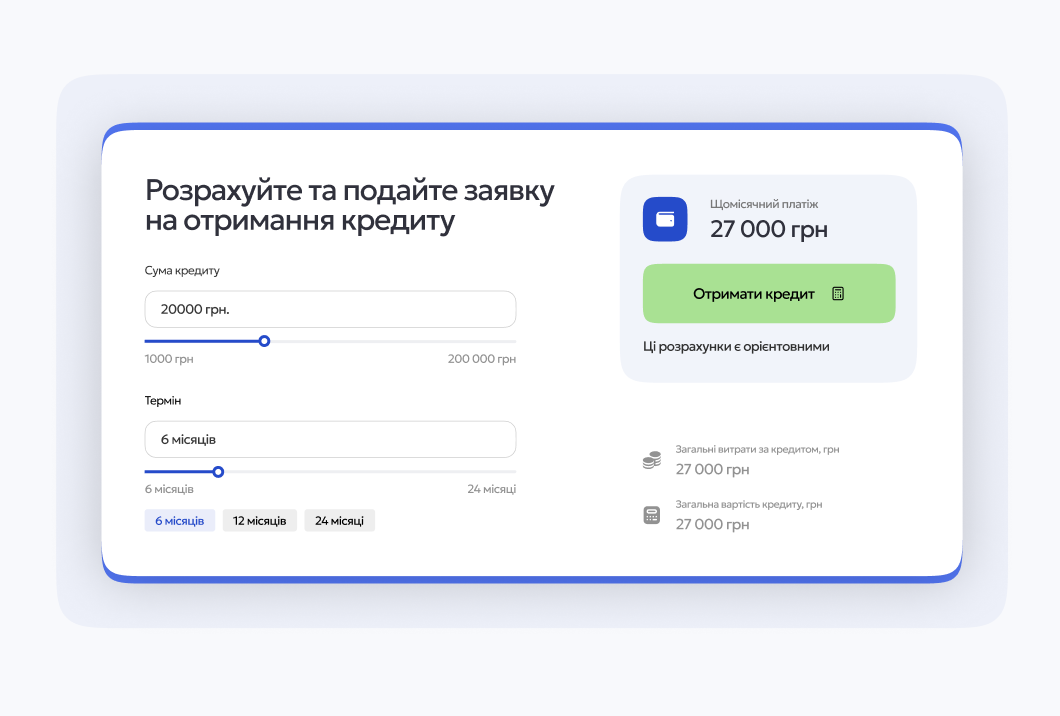 Розрахуйте та подайте заявку
на отримання кредиту
Сума кредиту
20000 грн.
1000 грн
200 000 грн
Термін
6 місяців
6 місяців
24 місяці
6 місяців
12 місяців
24 місяці
Щомісячний платіж
27 000 грн
Отримати кредит
Ці розрахунки є орієнтовними
Загальні витрати за кредитом, грн
27 000 грн
Загальна вартість кредиту, грн
27 000 грн